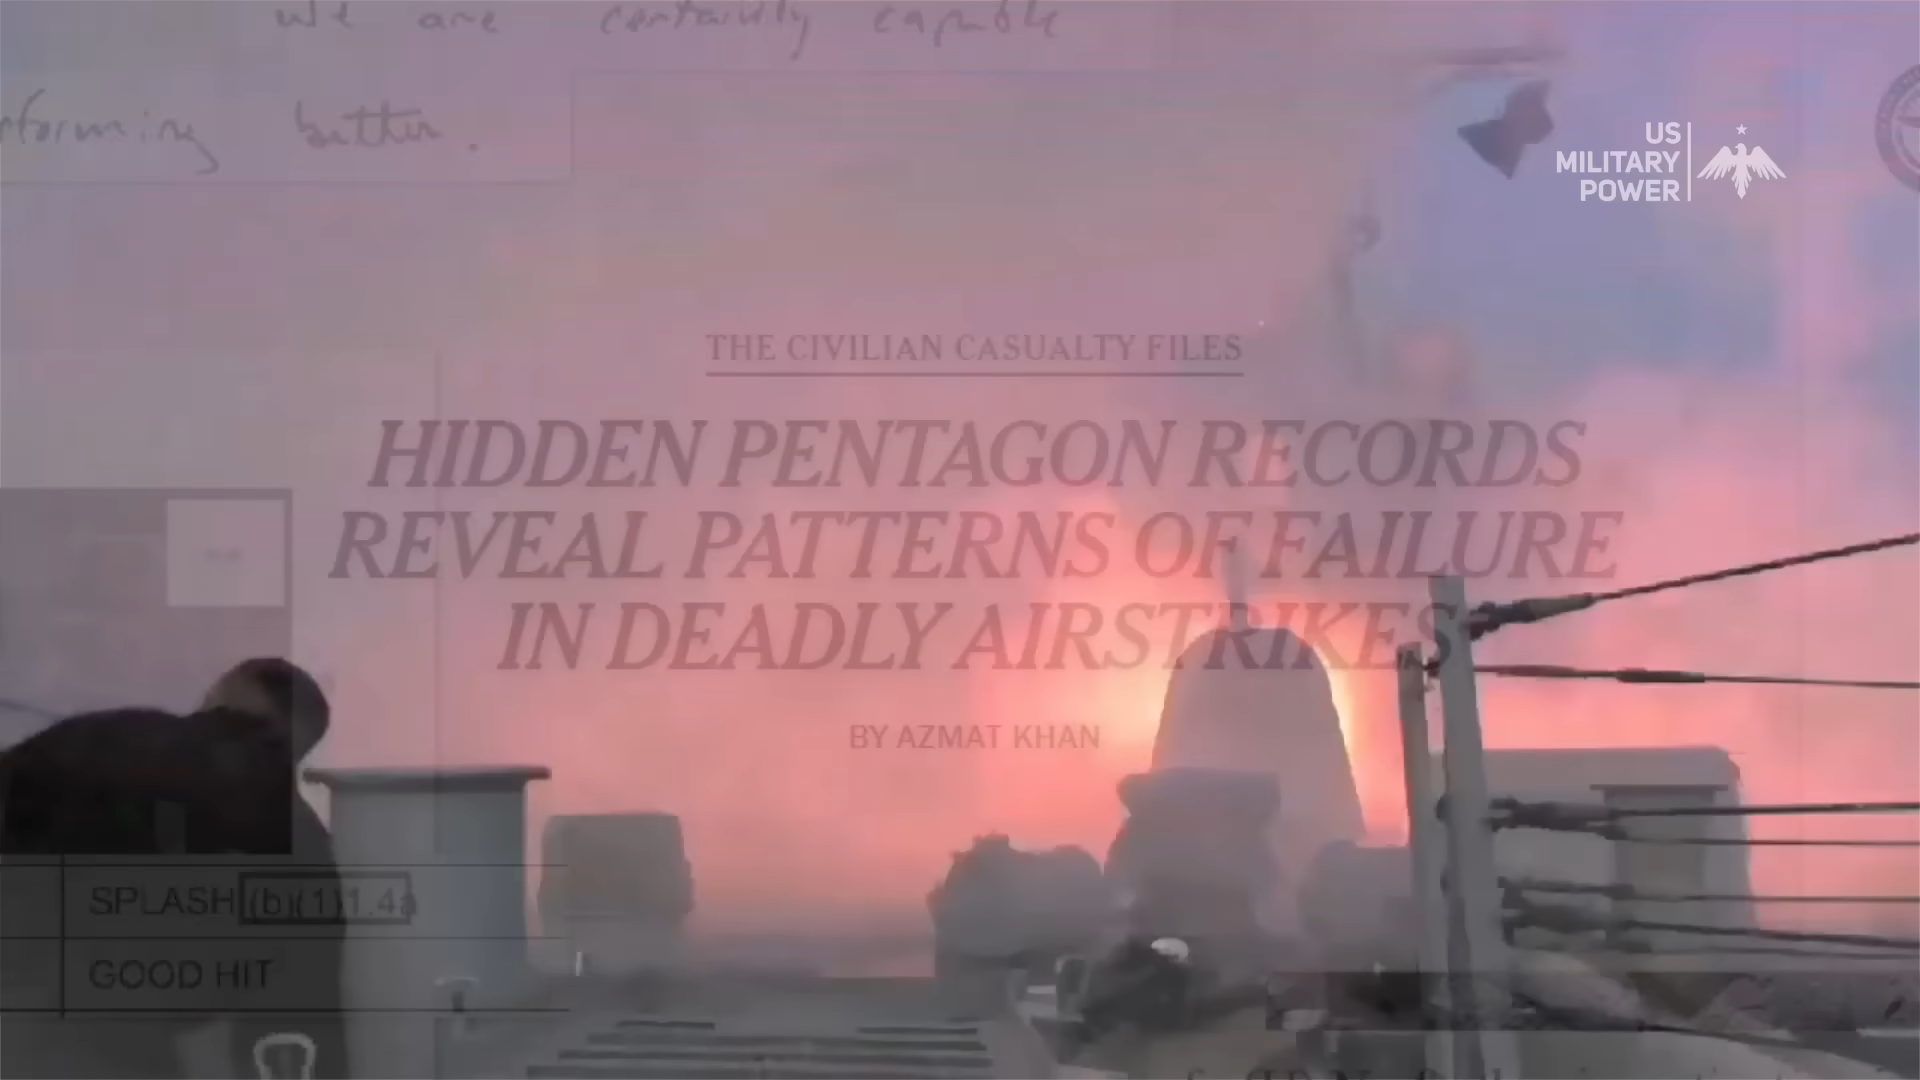 we are certainly capable
rforming better.
US
MILITARY
POWER
THE CIVILIAN CASUALTY FILES
HIDDEN PENTAGON RECORDS
REVEAL PATTERNS OF FAILURE
IN DEADLY AIRSTRIKES
BY AZMAT KHAN
SPLASH (b)(1)1.4a
GOOD HIT